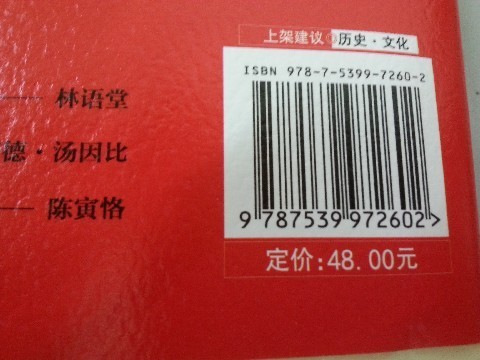 上架建议 历史·文化
ISBN 978-7-5399-7260-2
9 787539 972602>
定价:48.00元
—— 林语堂
德·汤因比
—— 陈寅恪